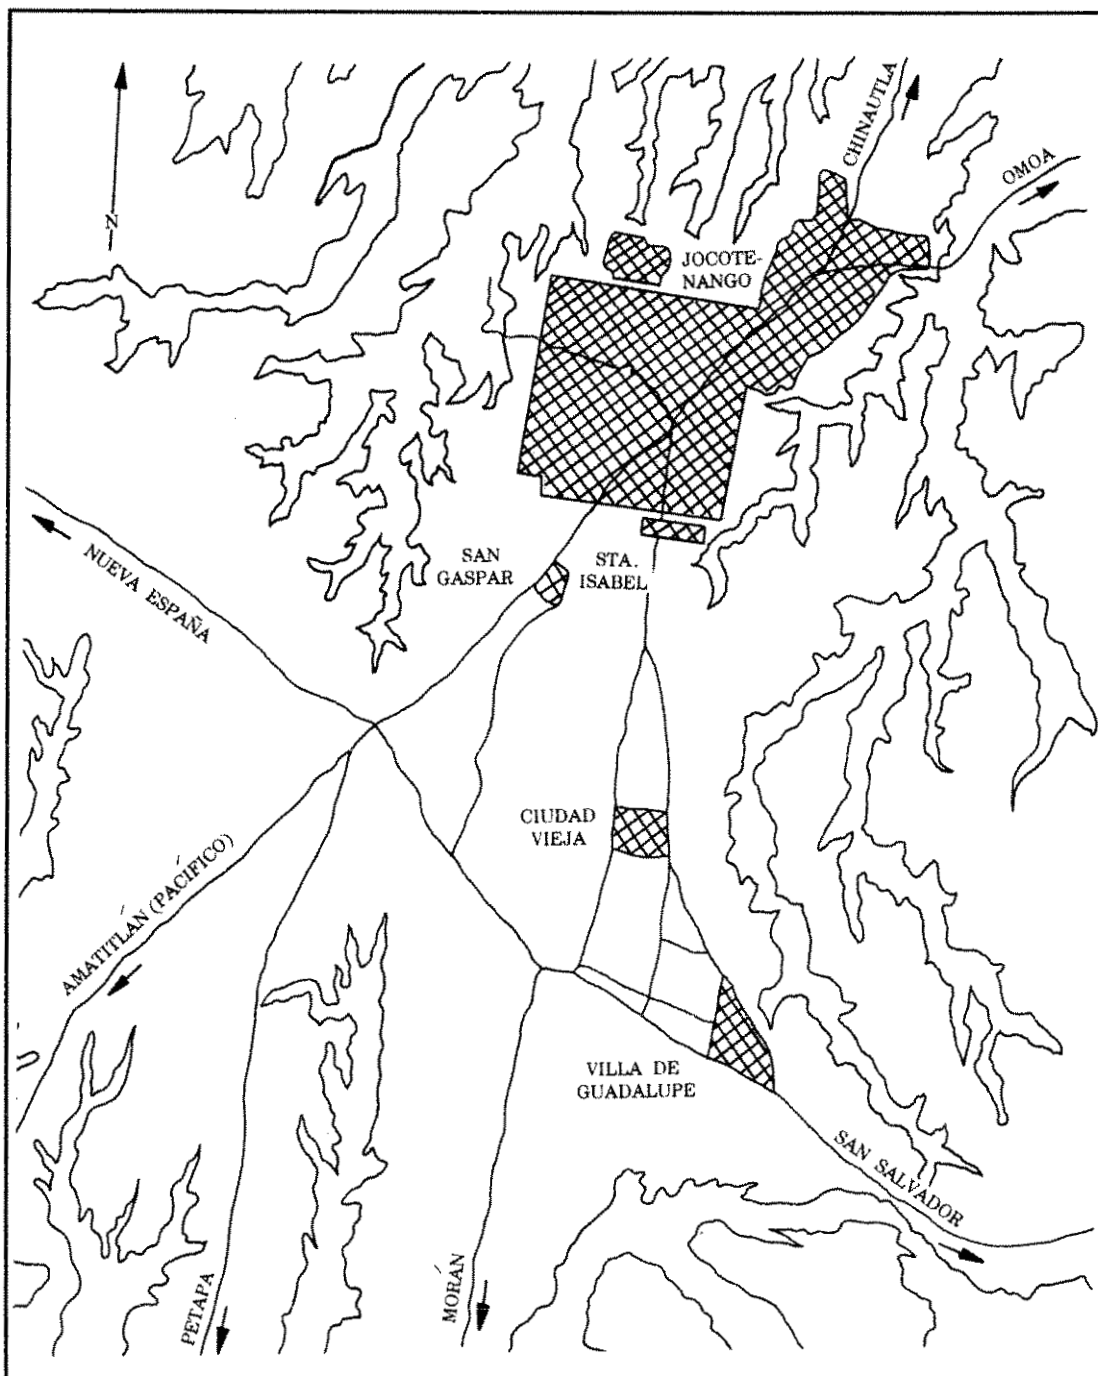 N
CHINAUTLA
OMOA
JOCOTE-
NANGO
NUEVA ESPAÑA
SAN
GASPAR
STA.
ISABEL
CIUDAD
VIEJA
AMATITLÁN (PACÍFICO)
VILLA DE
GUADALUPE
SAN SALVADOR
PETAPA
MORÁN